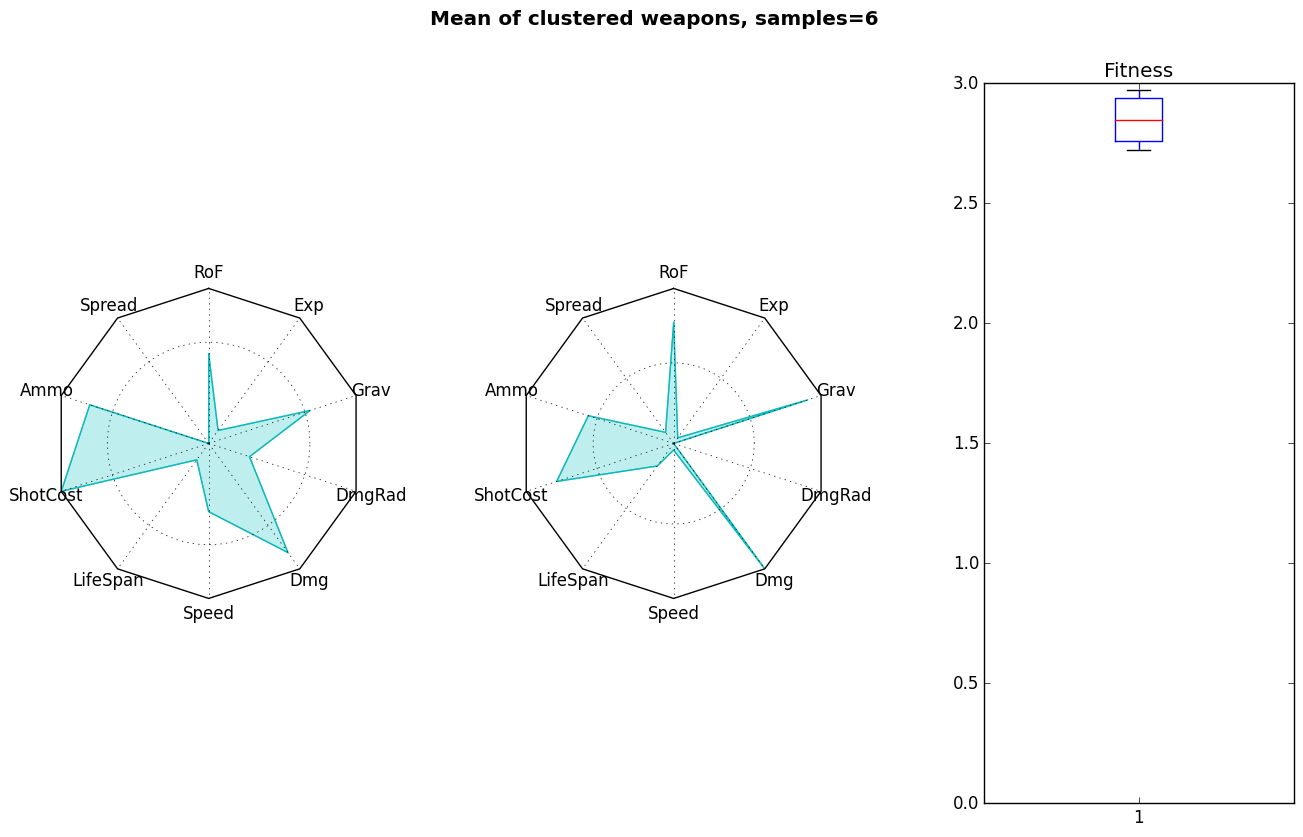 Mean of clustered weapons, samples=6
RoF
Exp
Grav
DmgRad
Dmg
Speed
LifeSpan
ShotCost
Ammo
Spread
RoF
Exp
Grav
DmgRad
Dmg
Speed
LifeSpan
ShotCost
Ammo
Spread
Fitness
3.0
2.5
2.0
1.5
1.0
0.5
0.0
1